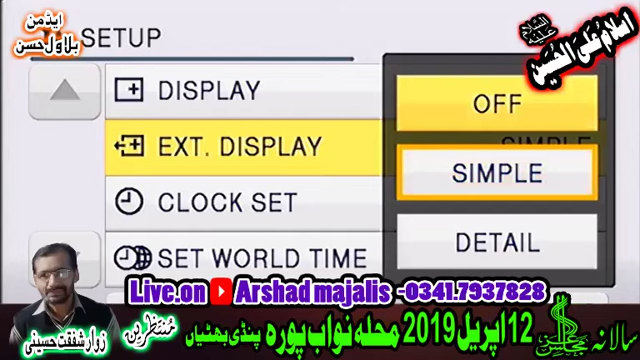 ایڈمن
بلاول حسن
SETUP
السلام علیہ
اسلام علی الحسین
DISPLAY
OFF
EXT. DISPLAY
SIMPLE
SIMPLE
CLOCK SET
DETAIL
SET WORLD TIME
Live.on Arshad majalis -0341.7937828
زوار شفقت حسینی
منتظرین
سالانہ مجلس 12 اپریل 2019 محلہ نواب پورہ پنڈی بھٹیاں